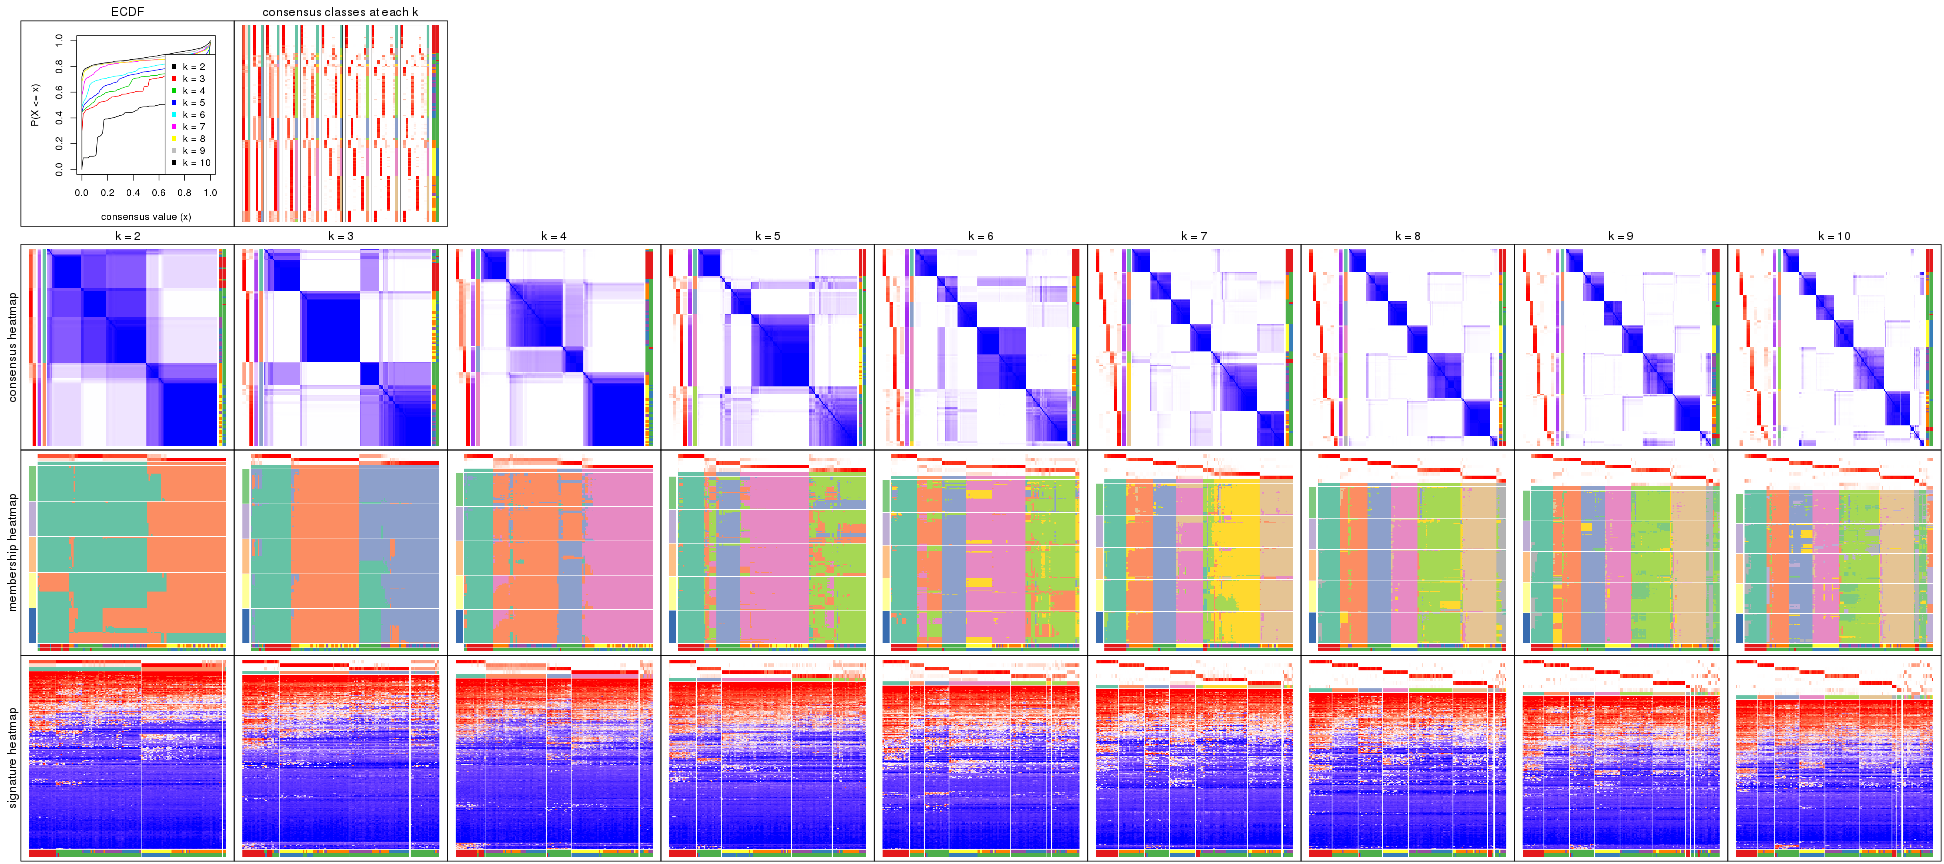 ECDF
consensus classes at each k
P(X <= x)
0.0
0.2
0.4
0.6
0.8
1.0
k = 2
k = 3
k = 4
k = 5
k = 6
k = 7
k = 8
k = 9
k = 10
0.0 0.2 0.4 0.6 0.8 1.0
consensus value (x)
k = 2 k = 3 k = 4 k = 5 k = 6 k = 7 k = 8 k = 9 k = 10
consensus heatmap
membership heatmap
signature heatmap